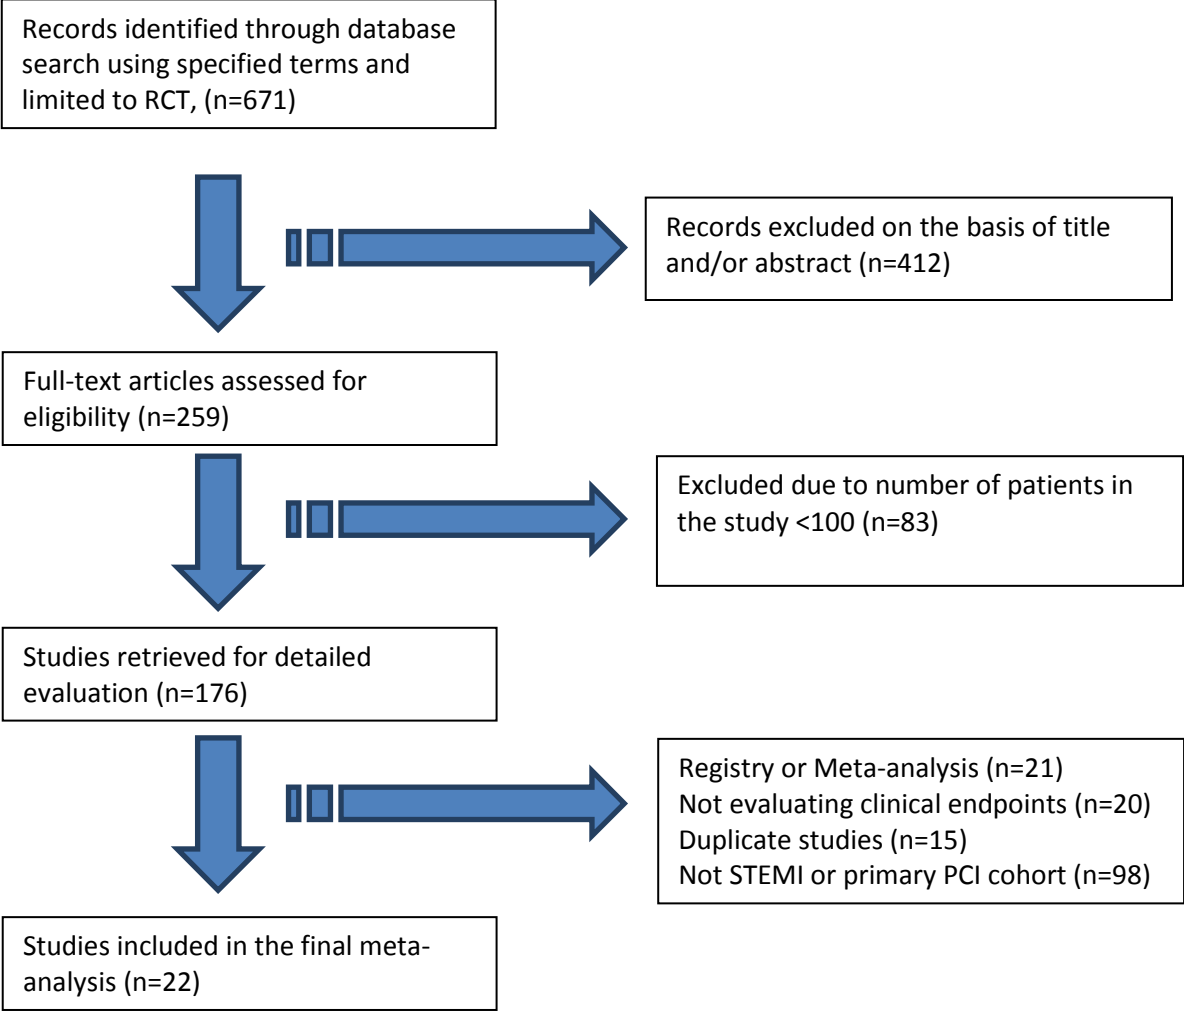 Records identified through database
search using specified terms and
limited to RCT, (n=671)
Records excluded on the basis of title
and/or abstract (n=412)
Full-text articles assessed for
eligibility (n=259)
Excluded due to number of patients in
the study <100 (n=83)
Studies retrieved for detailed
evaluation (n=176)
Registry or Meta-analysis (n=21)
Not evaluating clinical endpoints (n=20)
Duplicate studies (n=15)
Not STEMI or primary PCI cohort (n=98)
Studies included in the final meta-
analysis (n=22)